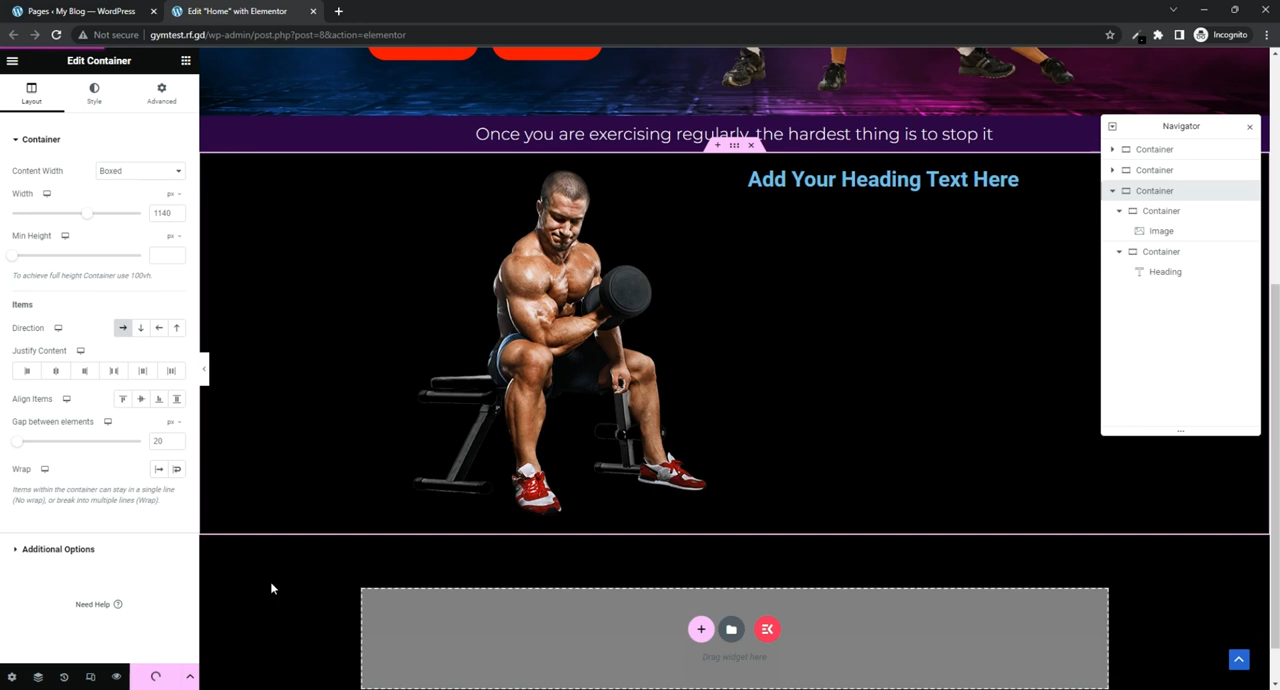 Pages ‹ My Blog — WordPress
Edit "Home" with Elementor
Not secure
gymtest.rf.gd/wp-admin/post.php?post=8&action=elementor
Incognito
Edit Container
Layout
Style
Advanced
Container
Content Width
Boxed
Width
px
1140
Min Height
px
To achieve full height Container use 100vh.
Items
Direction
Justify Content
Align Items
Gap between elements
px
20
Wrap
Items within the container can stay in a single line
(No wrap), or break into multiple lines (Wrap).
Additional Options
Need Help
Once you are exercising regularly, the hardest thing is to stop it
Add Your Heading Text Here
Drag widget here
Navigator
Container
Container
Container
Container
Image
Container
Heading